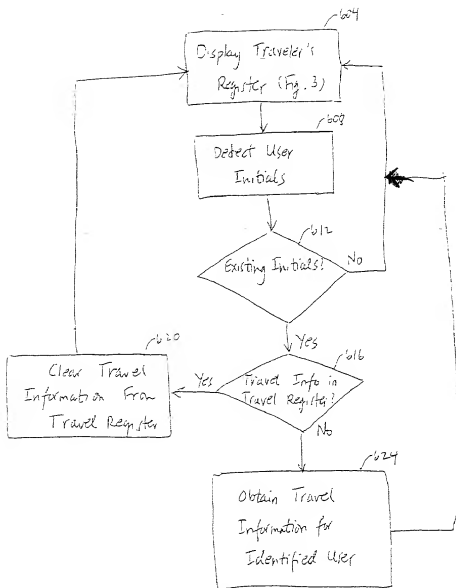 604
Display Traveler's
Register (Fig. 3)
608
Detect User
Initials
612
Existing Initials?
No
Yes
616
Travel Info in
Travel Register?
Yes
No
620
Clear Travel
Information From
Travel Register
624
Obtain Travel
Information for
Identified User